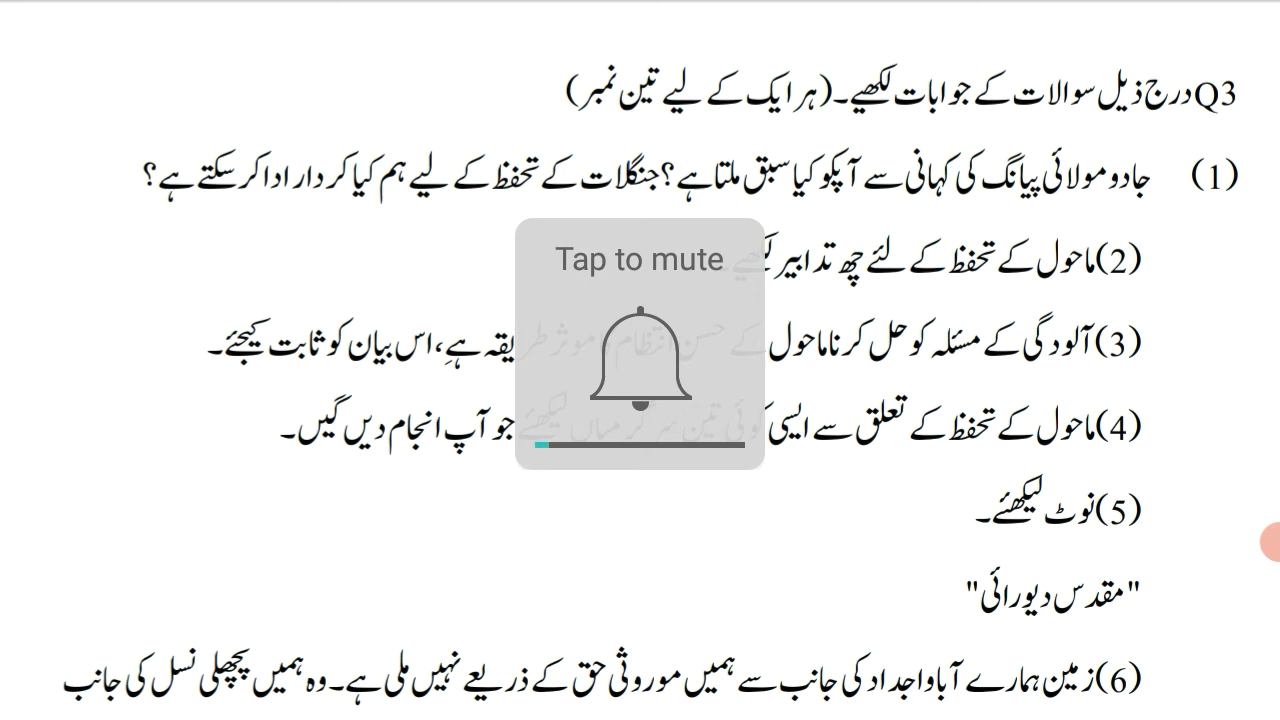 Q3 درج ذیل سوالات کے جوابات لکھیے۔ (ہر ایک کے لیے تین نمبر)
(1) جادو مولائی پیانگ کی کہانی سے آپکو کیا سبق ملتا ہے؟ جنگلات کے تحفظ کے لیے ہم کیا کردار ادا کر سکتے ہے؟
Tap to mute
(2) ماحول کے تحفظ کے لئے چھ تدابیر لکھیے۔
(3) آلودگی کے مسئلہ کو حل کرنا ماحول کے حسن انتظام کا موثر طریقہ ہے، اس بیان کو ثابت کیجئے۔
(4) ماحول کے تحفظ کے تعلق سے ایسی کوئی تین سرگرمیاں لیکھئے جو آپ انجام دیں گیں۔
(5) نوٹ لیکھئے۔
"مقدس دیورائی"
(6) زمین ہمارے آباواجداد کی جانب سے ہمیں موروثی حق کے ذریعے نہیں ملی ہے۔ وہ ہمیں پچھلی نسل کی جانب